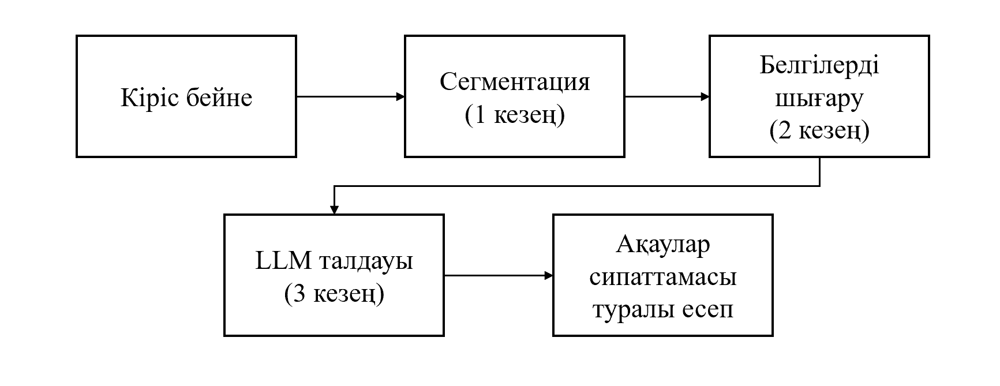 Кіріс бейне
Сегментация
(1 кезең)
Белгілерді
шығару
(2 кезең)
LLM талдауы
(3 кезең)
Ақаулар
сипаттамасы
туралы есеп